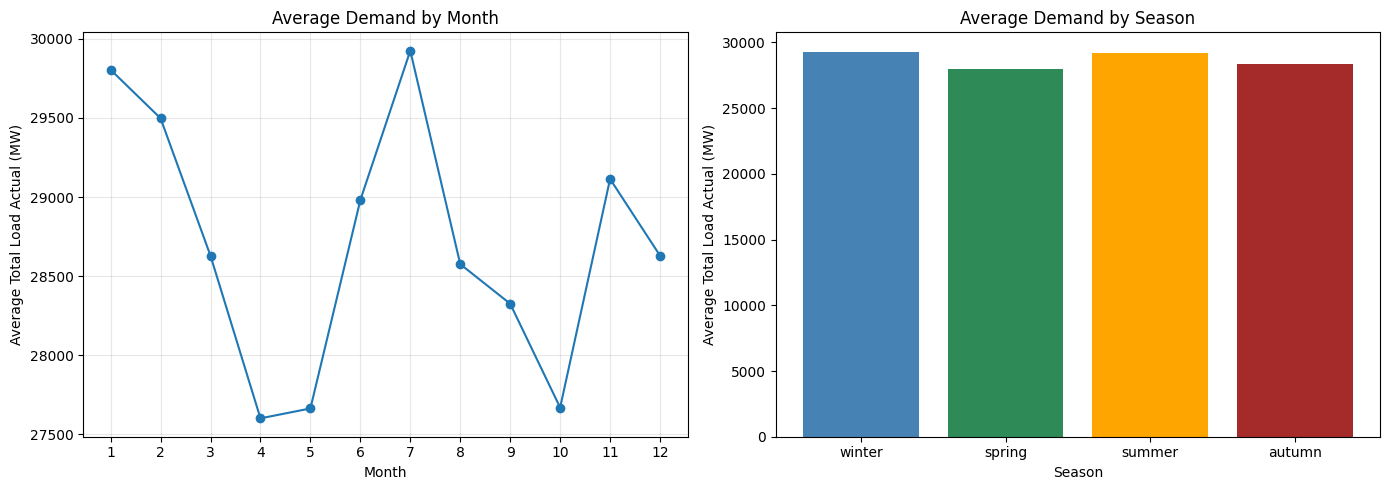 Average Demand by Month
Average Total Load Actual (MW)
30000
29500
29000
28500
28000
27500
1 2 3 4 5 6 7 8 9 10 11 12
Month
Average Demand by Season
Average Total Load Actual (MW)
30000
25000
20000
15000
10000
5000
0
winter spring summer autumn
Season